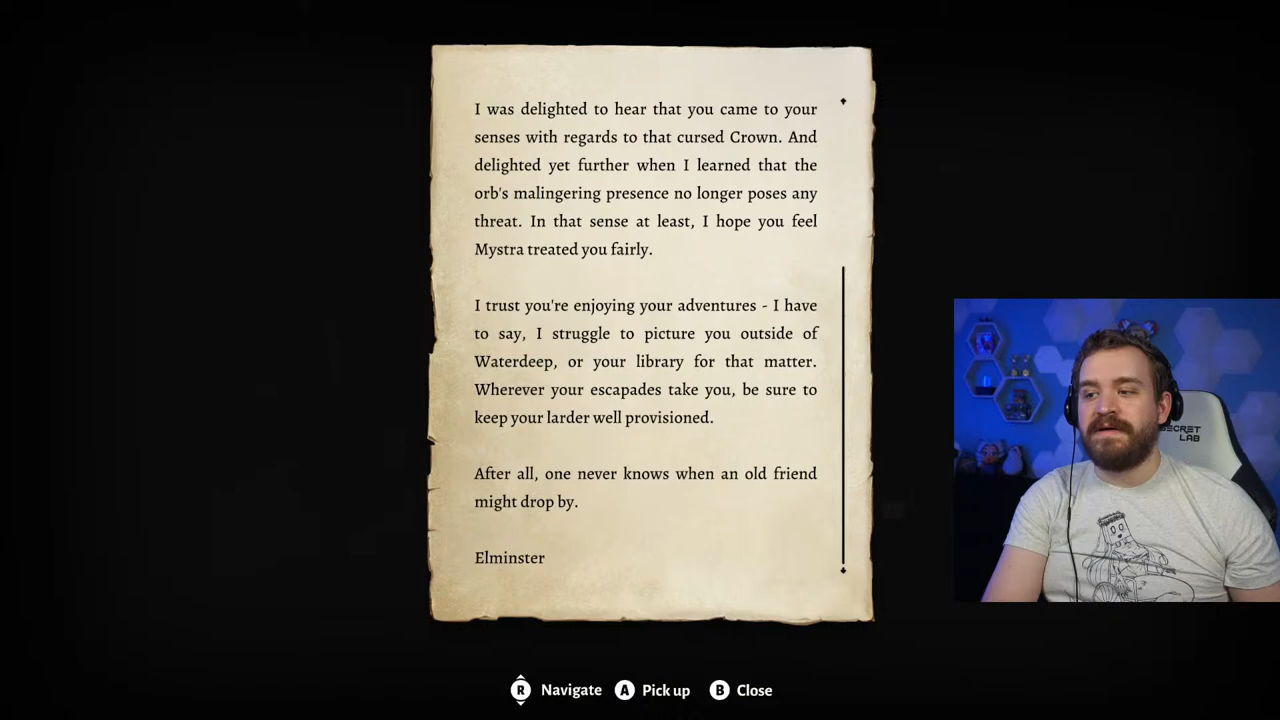 I was delighted to hear that you came to your
senses with regards to that cursed Crown. And
delighted yet further when I learned that the
orb's malingering presence no longer poses any
threat. In that sense at least, I hope you feel
Mystra treated you fairly.
I trust you're enjoying your adventures - I have
to say, I struggle to picture you outside of
Waterdeep, or your library for that matter.
Wherever your escapades take you, be sure to
keep your larder well provisioned.
After all, one never knows when an old friend
might drop by.
Elminster
SECRET
LAB
R Navigate A Pick up B Close